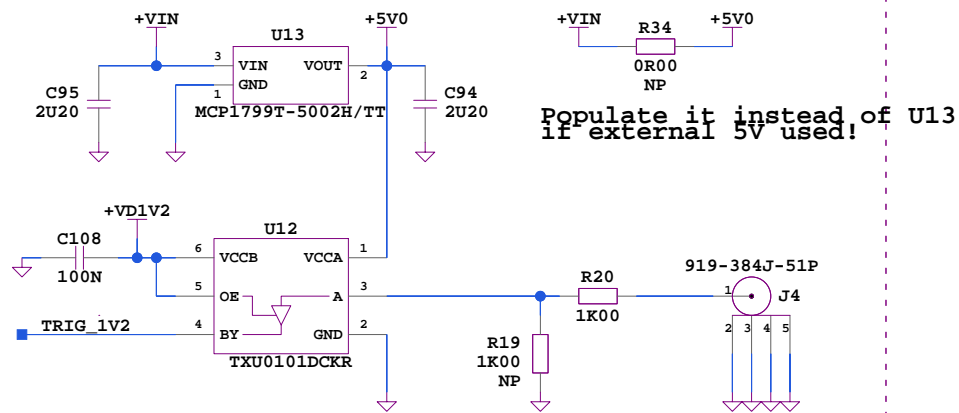 +VIN
+5V0
+VIN
+5V0
U13
R34
3
VIN
VOUT
2
GND
1
C95
2U20
C94
2U20
MCP1799T-5002H/TT
0R00
NP
Populate it instead of U13
if external 5V used!
+VD1V2
C108
100N
U12
6
VCCB
VCCA
1
5
OE
A
3
4
BY
GND
2
TRIG_1V2
TXU0101DCKR
R20
1K00
R19
1K00
NP
919-384J-51P
1
J4
2
3
4
5